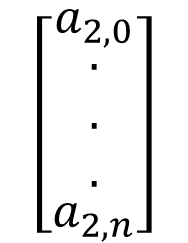 [a₂,₀
.
.
.
a₂,ₙ]